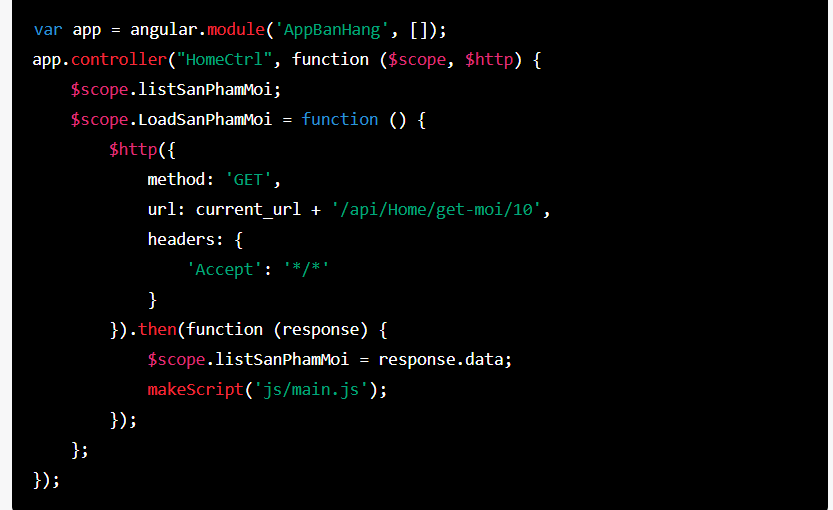 var app = angular.module('AppBanHang', []);
app.controller("HomeCtrl", function ($scope, $http) {
    $scope.listSanPhamMoi;
    $scope.LoadSanPhamMoi = function () {
        $http({
            method: 'GET',
            url: current_url + '/api/Home/get-moi/10',
            headers: {
                'Accept': '*/*'
            }
        }).then(function (response) {
            $scope.listSanPhamMoi = response.data;
            makeScript('js/main.js');
        });
    };
});